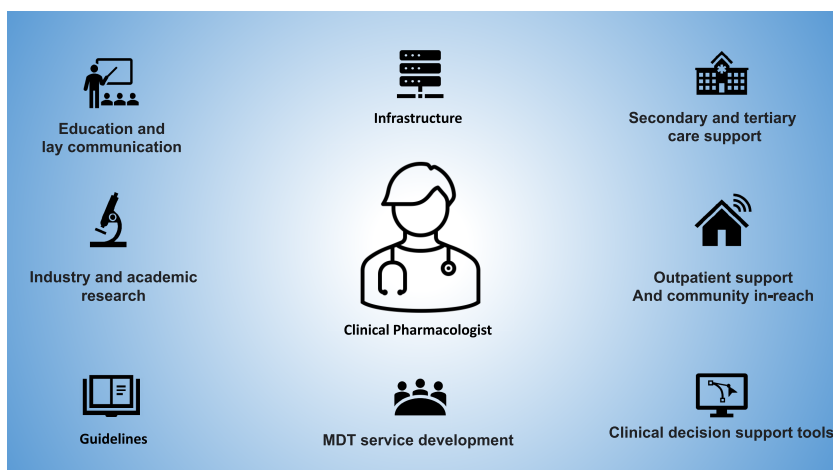 Education and
lay communication
Infrastructure
Secondary and tertiary
care support
Industry and academic
research
Clinical Pharmacologist
Outpatient support
And community in-reach
Guidelines
MDT service development
Clinical decision support tools